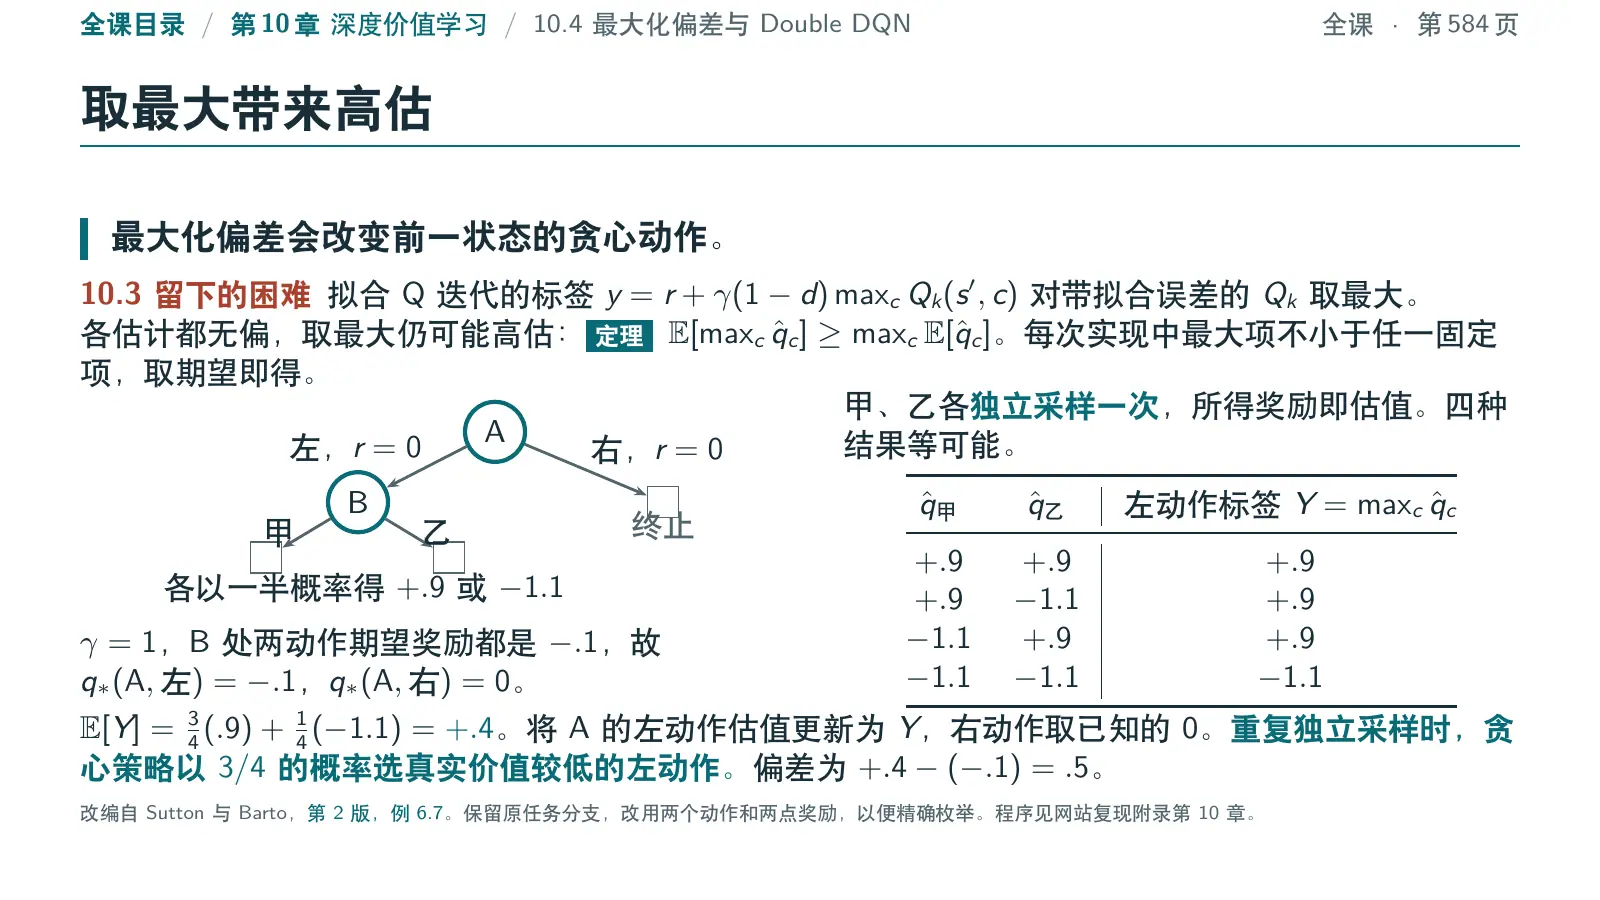 全课目录 / 第 10 章 深度价值学习 / 10.4 最大化偏差与 Double DQN
全课 · 第 584 页
取最大带来高估
最大化偏差会改变前一状态的贪心动作。
10.3 留下的困难 拟合 Q 迭代的标签 y = r + γ(1 − d) max_c Q_k(s′, c) 对带拟合误差的 Q_k 取最大。
各估计都无偏，取最大仍可能高估：定理 𝔼[max_c q̂_c] ≥ max_c 𝔼[q̂_c]。每次实现中最大项不小于任一固定
项，取期望即得。
A
左，r = 0
右，r = 0
B
甲
乙
终止
各以一半概率得 +.9 或 −1.1
γ = 1，B 处两动作期望奖励都是 −.1，故
q∗(A, 左) = −.1，q∗(A, 右) = 0。
甲、乙各独立采样一次，所得奖励即估值。四种
结果等可能。
q̂甲 q̂乙 左动作标签 Y = max_c q̂_c
+.9 +.9 +.9
+.9 −1.1 +.9
−1.1 +.9 +.9
−1.1 −1.1 −1.1
𝔼[Y] = 3/4(.9) + 1/4(−1.1) = +.4。将 A 的左动作估值更新为 Y，右动作取已知的 0。重复独立采样时，贪
心策略以 3/4 的概率选真实价值较低的左动作。偏差为 +.4 − (−.1) = .5。
改编自 Sutton 与 Barto，第 2 版，例 6.7。保留原任务分支，改用两个动作和两点奖励，以便精确枚举。程序见网站复现附录第 10 章。